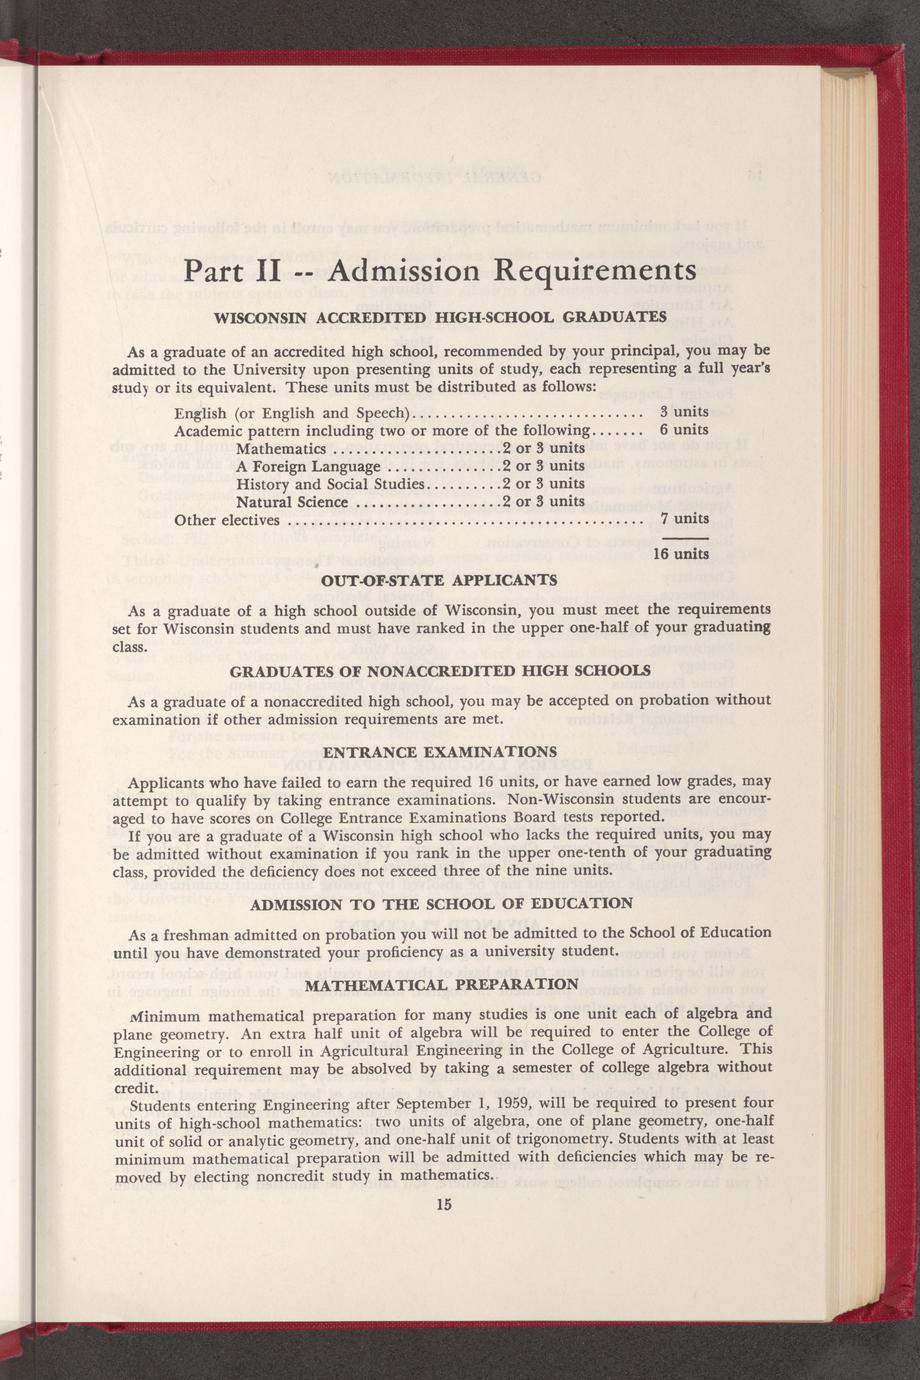 Part II -- Admission Requirements
WISCONSIN ACCREDITED HIGH-SCHOOL GRADUATES
As a graduate of an accredited high school, recommended by your principal, you may be
admitted to the University upon presenting units of study, each representing a full year's
study or its equivalent. These units must be distributed as follows:
English (or English and Speech).............................. 3 units
Academic pattern including two or more of the following....... 6 units
Mathematics ......................2 or 3 units
A Foreign Language ...............2 or 3 units
History and Social Studies..........2 or 3 units
Natural Science ...................2 or 3 units
Other electives .............................................. 7 units
16 units
OUT-OF-STATE APPLICANTS
As a graduate of a high school outside of Wisconsin, you must meet the requirements
set for Wisconsin students and must have ranked in the upper one-half of your graduating
class.
GRADUATES OF NONACCREDITED HIGH SCHOOLS
As a graduate of a nonaccredited high school, you may be accepted on probation without
examination if other admission requirements are met.
ENTRANCE EXAMINATIONS
Applicants who have failed to earn the required 16 units, or have earned low grades, may
attempt to qualify by taking entrance examinations. Non-Wisconsin students are encour-
aged to have scores on College Entrance Examinations Board tests reported.
If you are a graduate of a Wisconsin high school who lacks the required units, you may
be admitted without examination if you rank in the upper one-tenth of your graduating
class, provided the deficiency does not exceed three of the nine units.
ADMISSION TO THE SCHOOL OF EDUCATION
As a freshman admitted on probation you will not be admitted to the School of Education
until you have demonstrated your proficiency as a university student.
MATHEMATICAL PREPARATION
Minimum mathematical preparation for many studies is one unit each of algebra and
plane geometry. An extra half unit of algebra will be required to enter the College of
Engineering or to enroll in Agricultural Engineering in the College of Agriculture. This
additional requirement may be absolved by taking a semester of college algebra without
credit.
Students entering Engineering after September 1, 1959, will be required to present four
units of high-school mathematics: two units of algebra, one of plane geometry, one-half
unit of solid or analytic geometry, and one-half unit of trigonometry. Students with at least
minimum mathematical preparation will be admitted with deficiencies which may be re-
moved by electing noncredit study in mathematics.
15